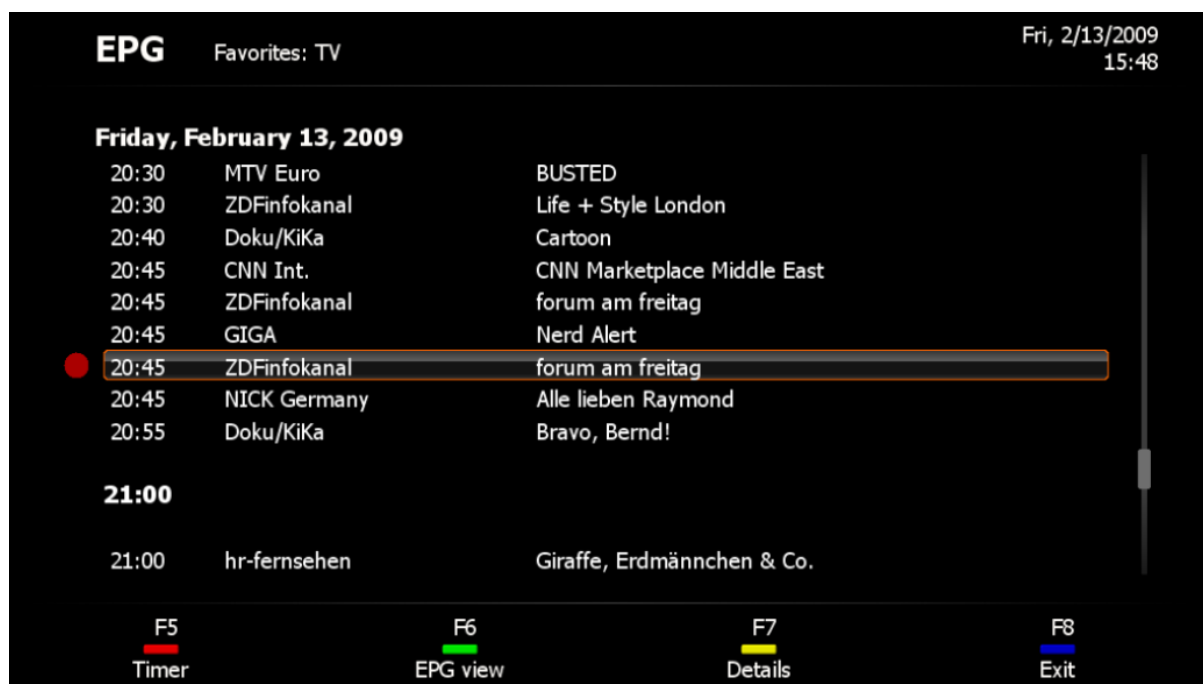 EPG Favorites: TV Fri, 2/13/2009
15:48
Friday, February 13, 2009
20:30 MTV Euro BUSTED
20:30 ZDFinfokanal Life + Style London
20:40 Doku/KiKa Cartoon
20:45 CNN Int. CNN Marketplace Middle East
20:45 ZDFinfokanal forum am freitag
20:45 GIGA Nerd Alert
20:45 ZDFinfokanal forum am freitag
20:45 NICK Germany Alle lieben Raymond
20:55 Doku/KiKa Bravo, Bernd!
21:00
21:00 hr-fernsehen Giraffe, Erdmännchen & Co.
F5 F6 F7 F8
Timer EPG view Details Exit